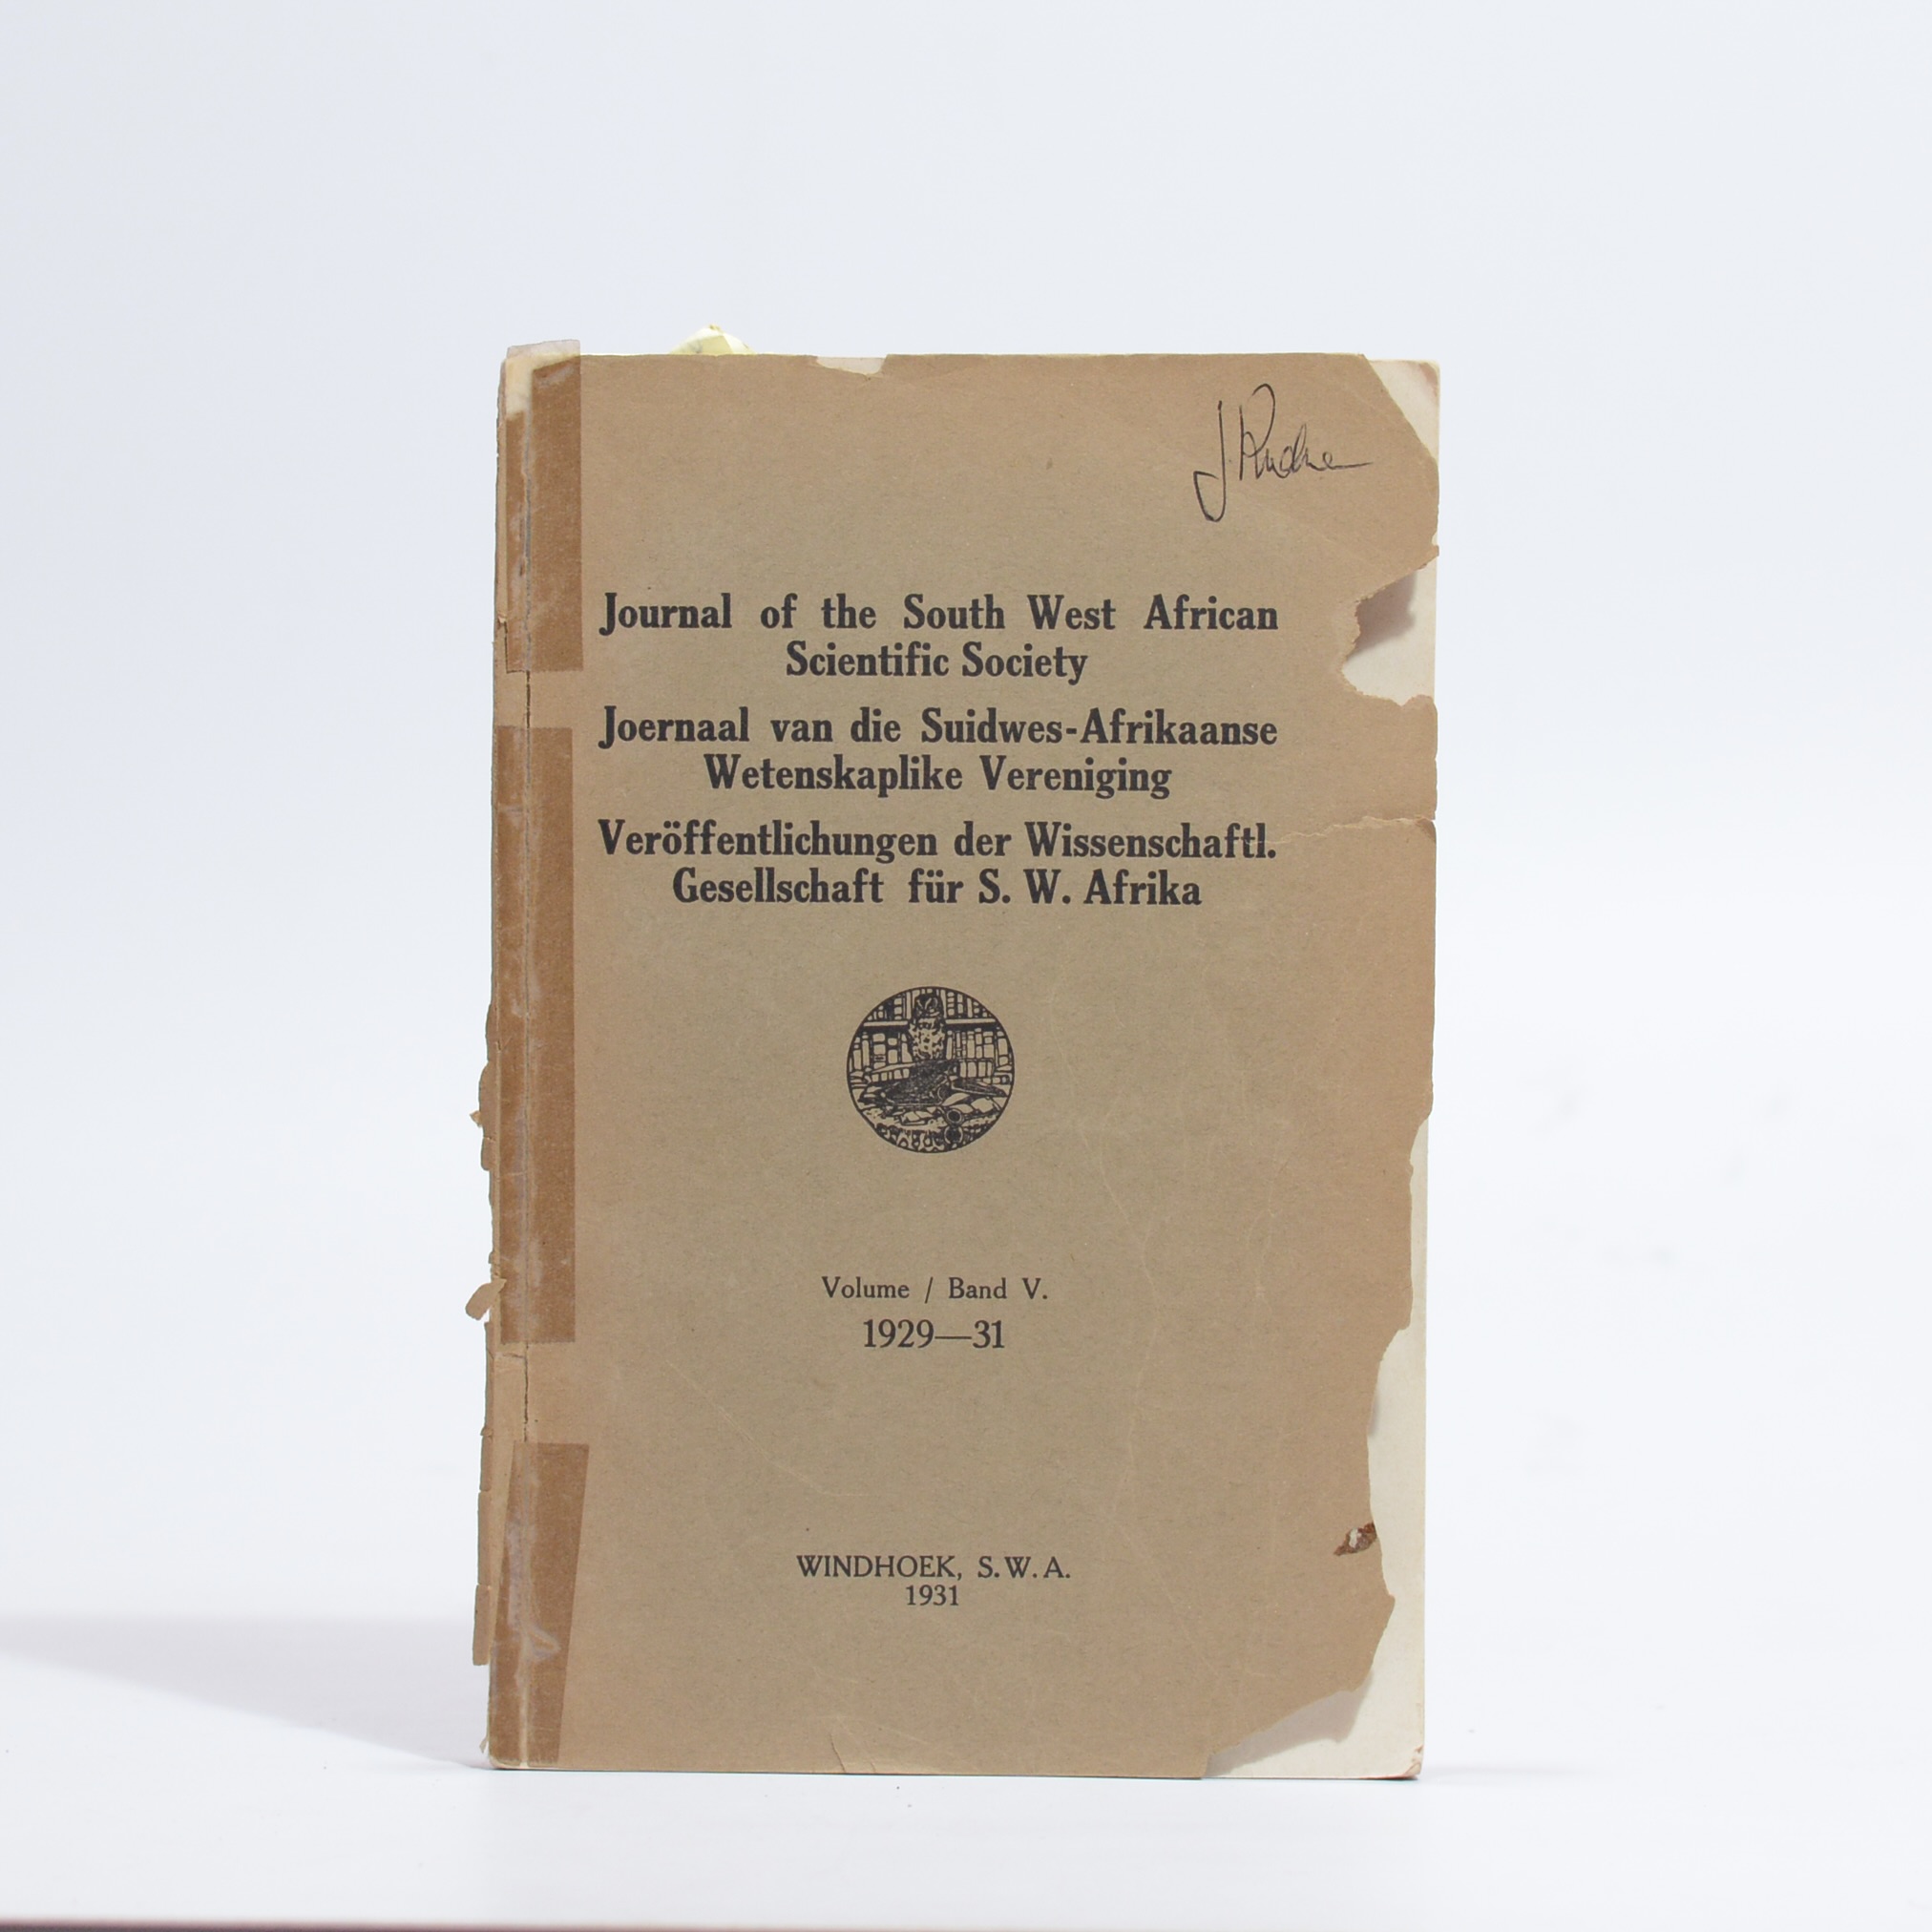 J. Rudner
Journal of the South West African
Scientific Society
Joernaal van die Suidwes-Afrikaanse
Wetenskaplike Vereniging
Veröffentlichungen der Wissenschaftl.
Gesellschaft für S. W. Afrika
Volume / Band V.
1929—31
WINDHOEK, S.W.A.
1931